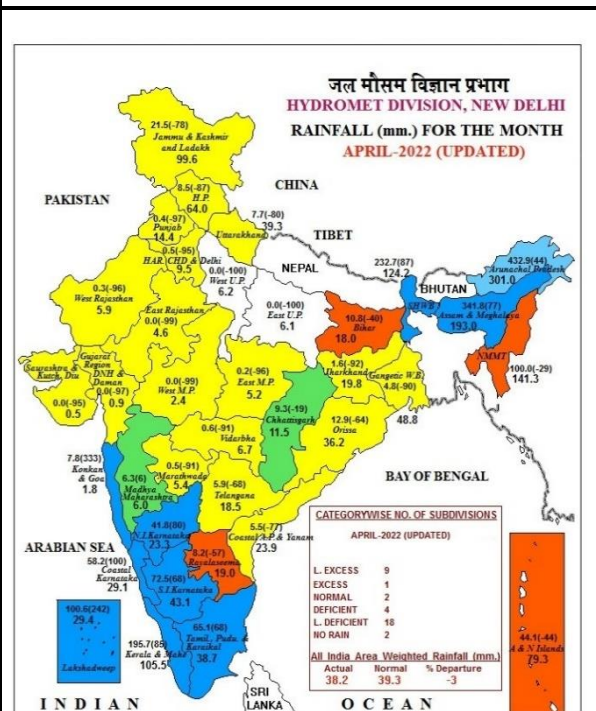 जल मौसम विज्ञान प्रभाग
HYDROMET DIVISION, NEW DELHI
RAINFALL (mm.) FOR THE MONTH
APRIL-2022 (UPDATED)
21.5(-78)
Jammu & Kashmir
and Ladakh
99.6
CHINA
PAKISTAN
8.5(-87)
H.P.
64.0
0.4(-97)
Punjab
14.4
7.7(-80)
39.3
Uttarakhand
TIBET
0.5(-95)
HAR. CHD & Delhi
9.5
0.0(-100)
West U.P.
6.2
NEPAL
232.7(87)
124.2
SHWB
BHUTAN
432.9(44)
Arunachal Pradesh
301.0
0.3(-96)
West Rajasthan
5.9
East Rajasthan
0.0(-99)
4.6
0.0(-100)
East U.P.
6.1
10.8(-40)
Bihar
18.0
341.8(77)
Assam & Meghalaya
193.0
NMMT
100.0(-29)
141.3
Saurashtra &
Kutch, Diu
0.0(-95)
0.5
Gujarat
Region
DNH &
Daman
0.0(-97)
0.9
0.0(-99)
West M.P.
2.4
0.2(-96)
East M.P.
5.2
1.6(-92)
Jharkhand
19.8
Gangetic W.B.
4.8(-90)
48.8
9.3(-19)
Chhattisgarh
11.5
12.9(-64)
Orissa
36.2
0.6(-91)
Vidarbha
6.7
7.8(333)
Konkan
& Goa
1.8
6.3(6)
Madhya
Maharashtra
6.0
0.5(-91)
Marathwada
5.4
5.9(-68)
Telangana
18.5
BAY OF BENGAL
41.8(80)
N.I.Karnataka
23.3
5.5(-77)
Coastal A.P. & Yanam
23.9
8.2(-57)
Rayalaseema
19.0
ARABIAN SEA
58.2(100)
Coastal
Karnataka
29.1
72.5(68)
S.I.Karnataka
43.1
100.6(242)
29.4
Lakshadweep
195.7(85)
Kerala & Mahe
105.5
65.1(68)
Tamil., Pudu. &
Karaikal
38.7
CATEGORYWISE NO. OF SUBDIVISIONS
APRIL-2022 (UPDATED)
L. EXCESS 9
EXCESS 1
NORMAL 2
DEFICIENT 4
L. DEFICIENT 18
NO RAIN 2
All India Area Weighted Rainfall (mm.)
Actual Normal % Departure
38.2 39.3 -3
44.1(-44)
A & N Islands
79.3
SRI
LANKA
INDIAN OCEAN